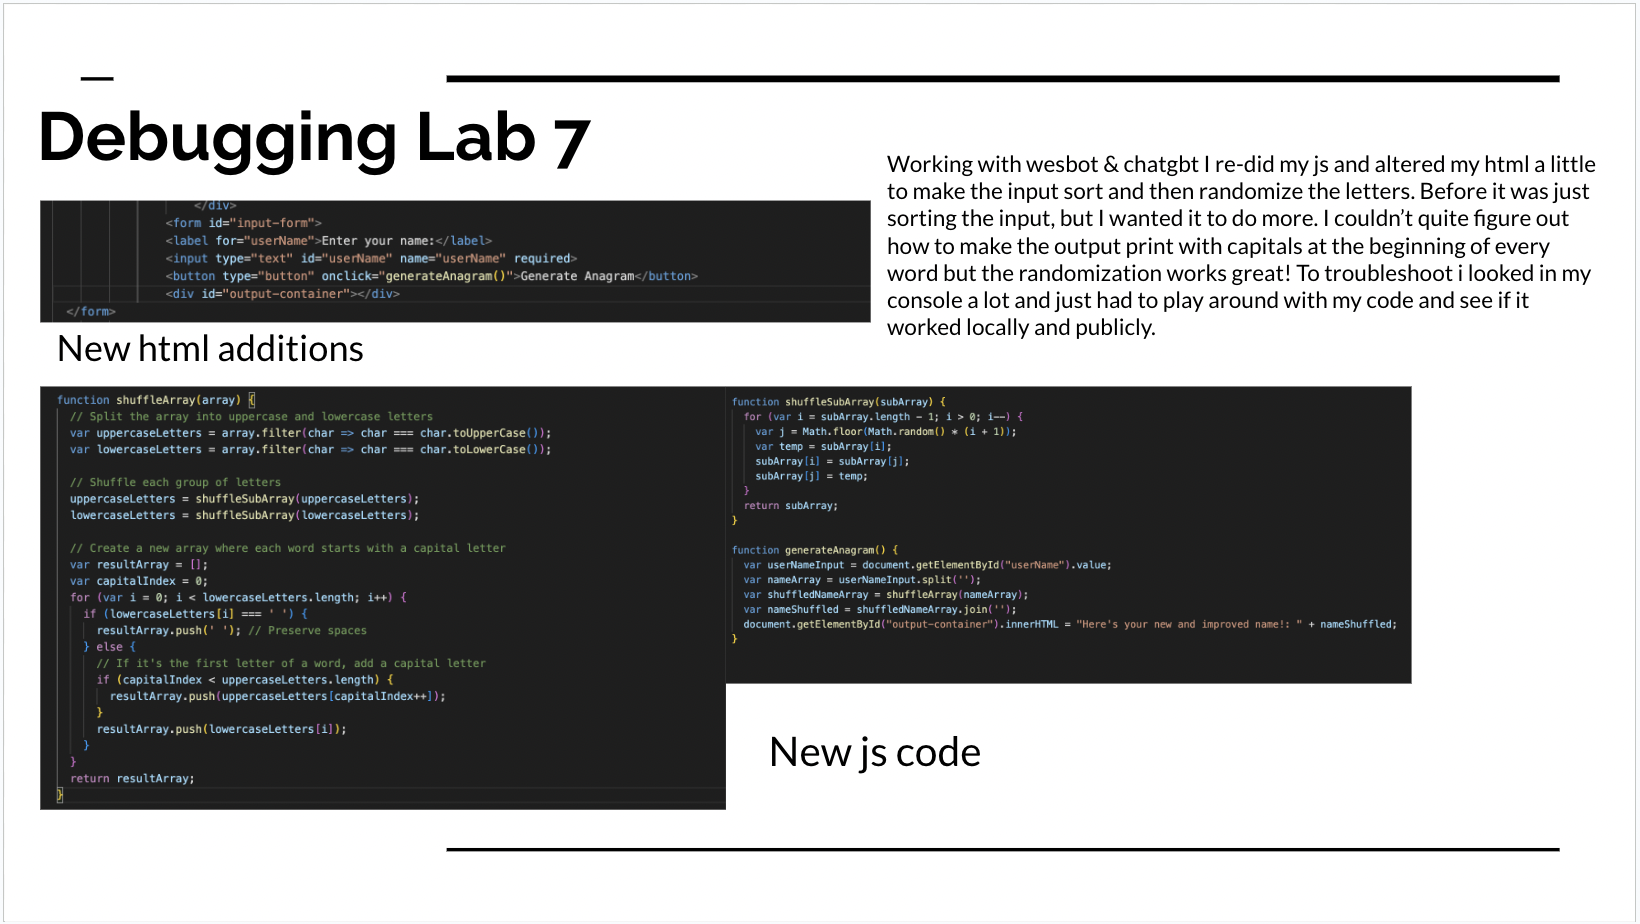 Debugging Lab 7
Working with wesbot & chatgbt I re-did my js and altered my html a little
to make the input sort and then randomize the letters. Before it was just
sorting the input, but I wanted it to do more. I couldn’t quite figure out
how to make the output print with capitals at the beginning of every
word but the randomization works great! To troubleshoot i looked in my
console a lot and just had to play around with my code and see if it
worked locally and publicly.
</div>
<form id="input-form">
<label for="userName">Enter your name:</label>
<input type="text" id="userName" name="userName" required>
<button type="button" onclick="generateAnagram()">Generate Anagram</button>
<div id="output-container"></div>
</form>
New html additions
function shuffleArray(array) {
// Split the array into uppercase and lowercase letters
var uppercaseLetters = array.filter(char => char === char.toUpperCase());
var lowercaseLetters = array.filter(char => char === char.toLowerCase());
// Shuffle each group of letters
uppercaseLetters = shuffleSubArray(uppercaseLetters);
lowercaseLetters = shuffleSubArray(lowercaseLetters);
// Create a new array where each word starts with a capital letter
var resultArray = [];
var capitalIndex = 0;
for (var i = 0; i < lowercaseLetters.length; i++) {
if (lowercaseLetters[i] === ' ') {
resultArray.push(' '); // Preserve spaces
} else {
// If it's the first letter of a word, add a capital letter
if (capitalIndex < uppercaseLetters.length) {
resultArray.push(uppercaseLetters[capitalIndex++]);
}
resultArray.push(lowercaseLetters[i]);
}
}
return resultArray;
}
function shuffleSubArray(subArray) {
for (var i = subArray.length - 1; i > 0; i--) {
var j = Math.floor(Math.random() * (i + 1));
var temp = subArray[i];
subArray[i] = subArray[j];
subArray[j] = temp;
}
return subArray;
}
function generateAnagram() {
var userNameInput = document.getElementById("userName").value;
var nameArray = userNameInput.split('');
var shuffledNameArray = shuffleArray(nameArray);
var nameShuffled = shuffledNameArray.join('');
document.getElementById("output-container").innerHTML = "Here's your new and improved name!: " + nameShuffled;
}
New js code